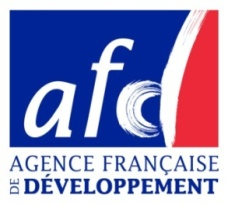 afd
AGENCE FRANÇAISE
DE DÉVELOPPEMENT